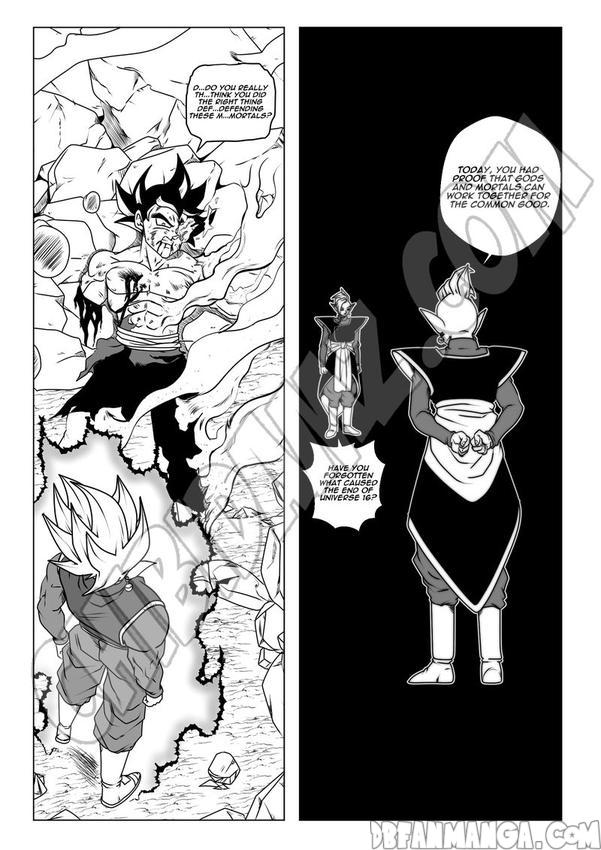 D...DO YOU REALLY
TH...THINK YOU DID
THE RIGHT THING
DEF...DEFENDING
THESE M...MORTALS?
TODAY, YOU HAD
PROOF THAT GODS
AND MORTALS CAN
WORK TOGETHER FOR
THE COMMON GOOD.
HAVE YOU
FORGOTTEN
WHAT CAUSED
THE END OF
UNIVERSE 16?
DBFANMANGA.COM